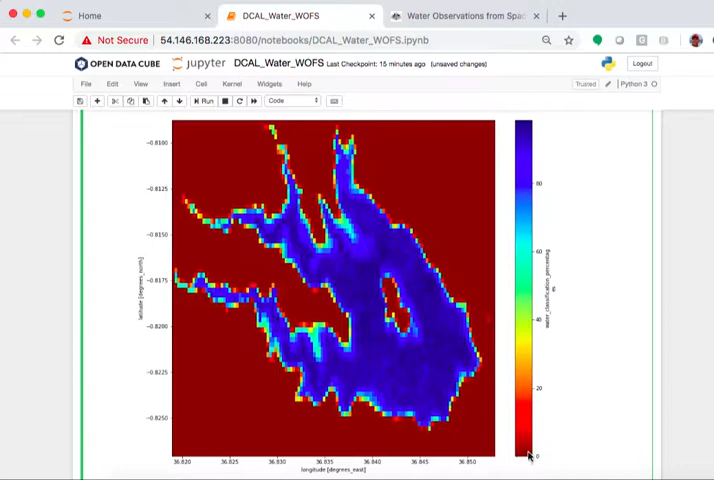 Home × DCAL_Water_WOFS × Water Observations from Spac × +
Not Secure 54.146.168.223:8080/notebooks/DCAL_Water_WOFS.ipynb
OPEN DATA CUBE jupyter DCAL_Water_WOFS Last Checkpoint: 15 minutes ago (unsaved changes) Logout
File Edit View Insert Cell Kernel Widgets Help Trusted Python 3
Run Code
−0.8100
−0.8125
−0.8150
−0.8175
−0.8200
−0.8225
−0.8250
latitude [degrees_north]
36.820 36.825 36.830 36.835 36.840 36.845 36.850
longitude [degrees_east]
80
60
40
20
0
water_classification_percentag
es